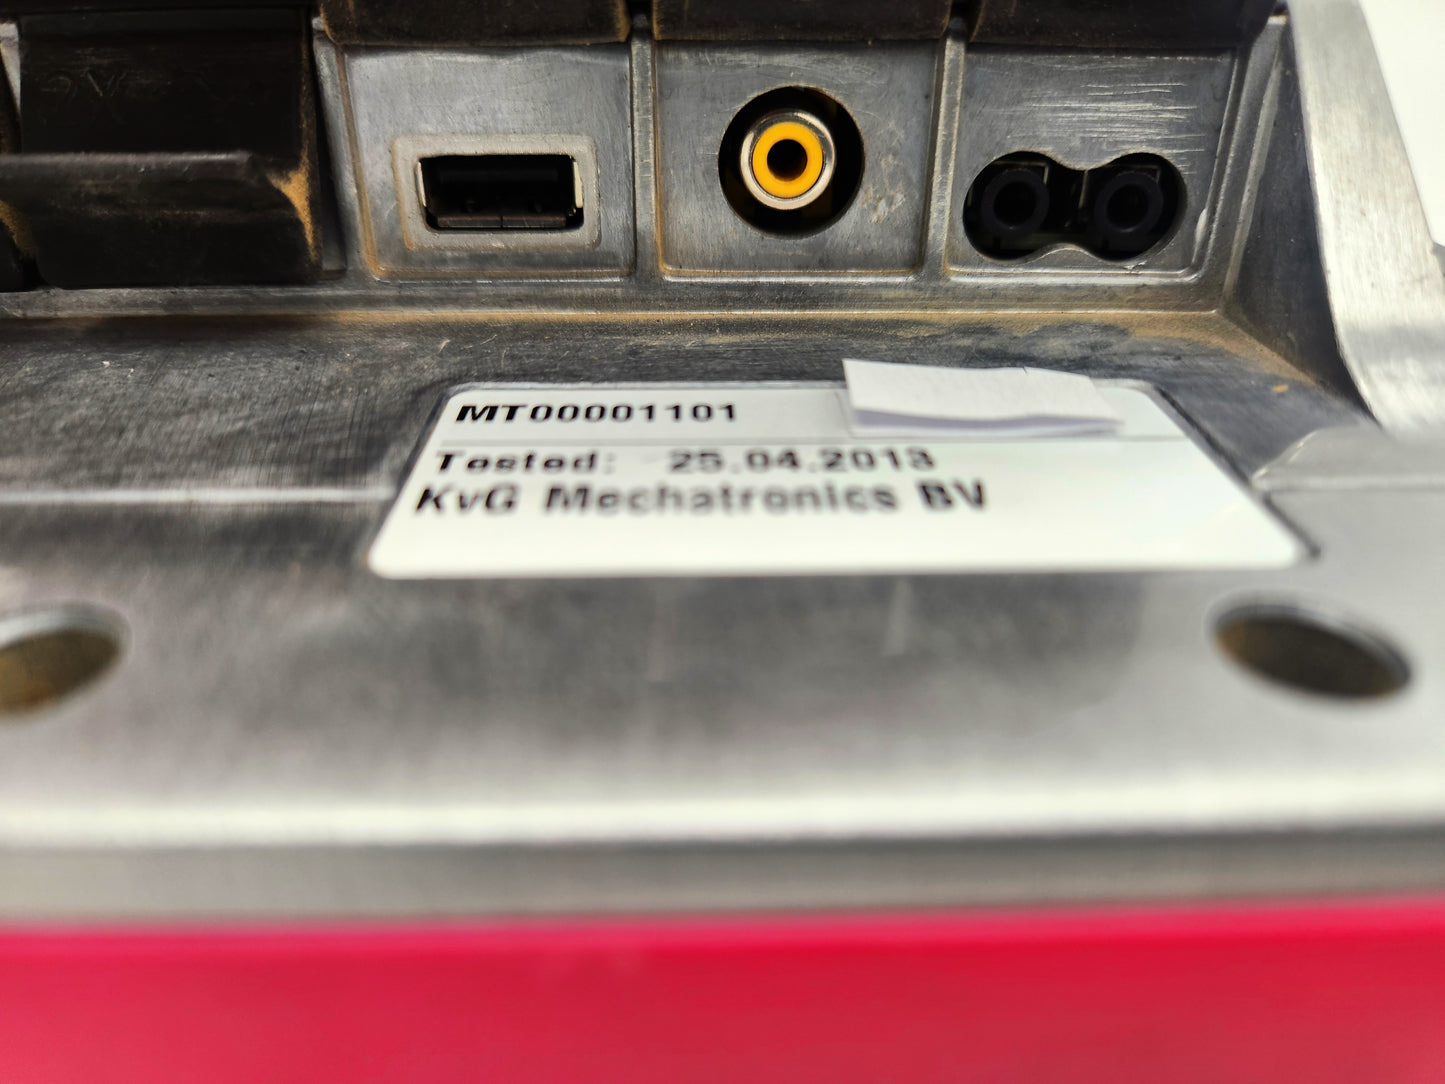 MT00001101
Tested: 25.04.2013
KvG Mechatronics BV